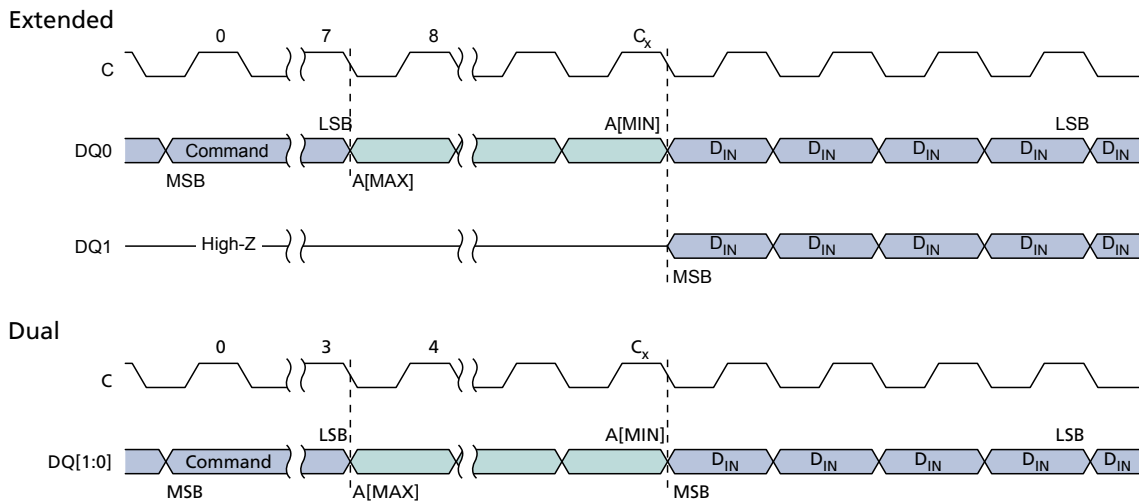 Extended
0 7 8 Cx
C
LSB A[MIN] LSB
DQ0 Command DIN DIN DIN DIN DIN
MSB A[MAX]
DQ1 High-Z DIN DIN DIN DIN DIN
MSB
Dual
0 3 4 Cx
C
LSB A[MIN] LSB
DQ[1:0] Command DIN DIN DIN DIN DIN
MSB A[MAX] MSB